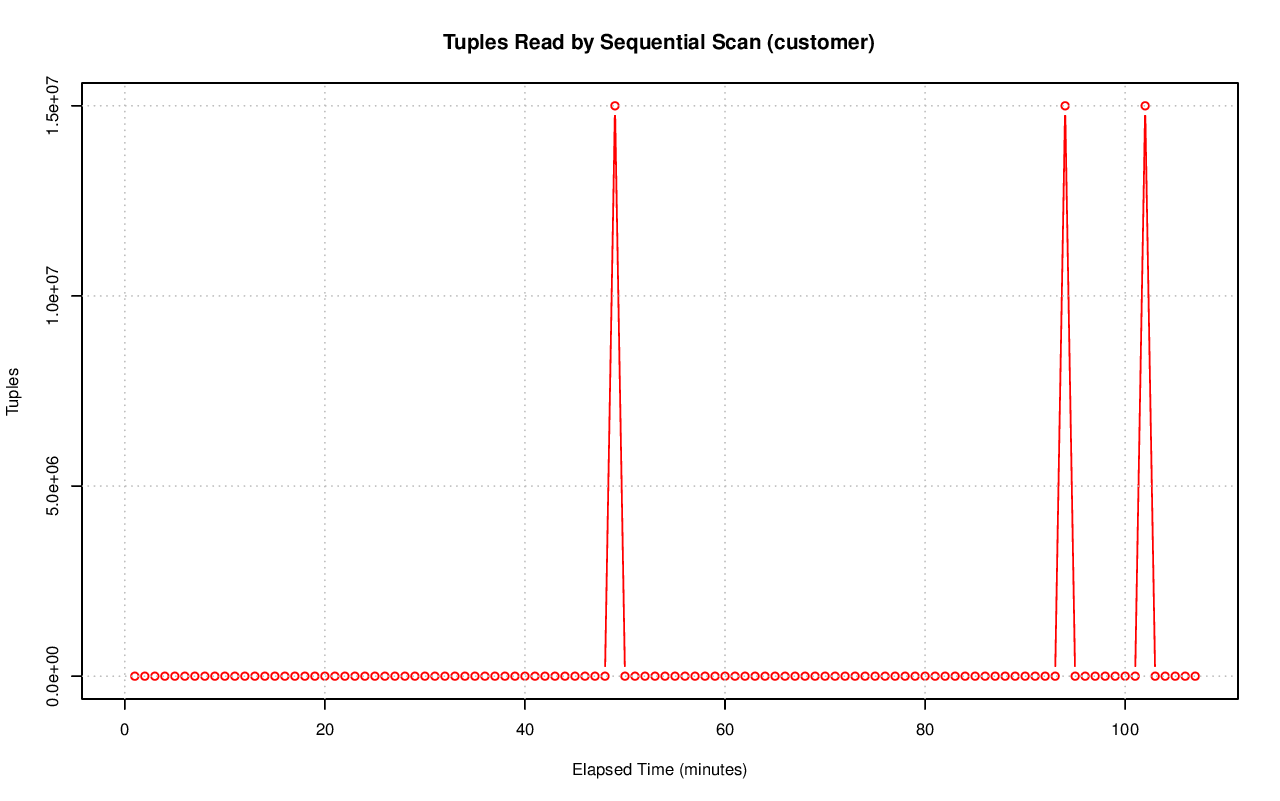 Tuples Read by Sequential Scan (customer)
Tuples
1.5e+07
1.0e+07
5.0e+06
0.0e+00
0 20 40 60 80 100
Elapsed Time (minutes)